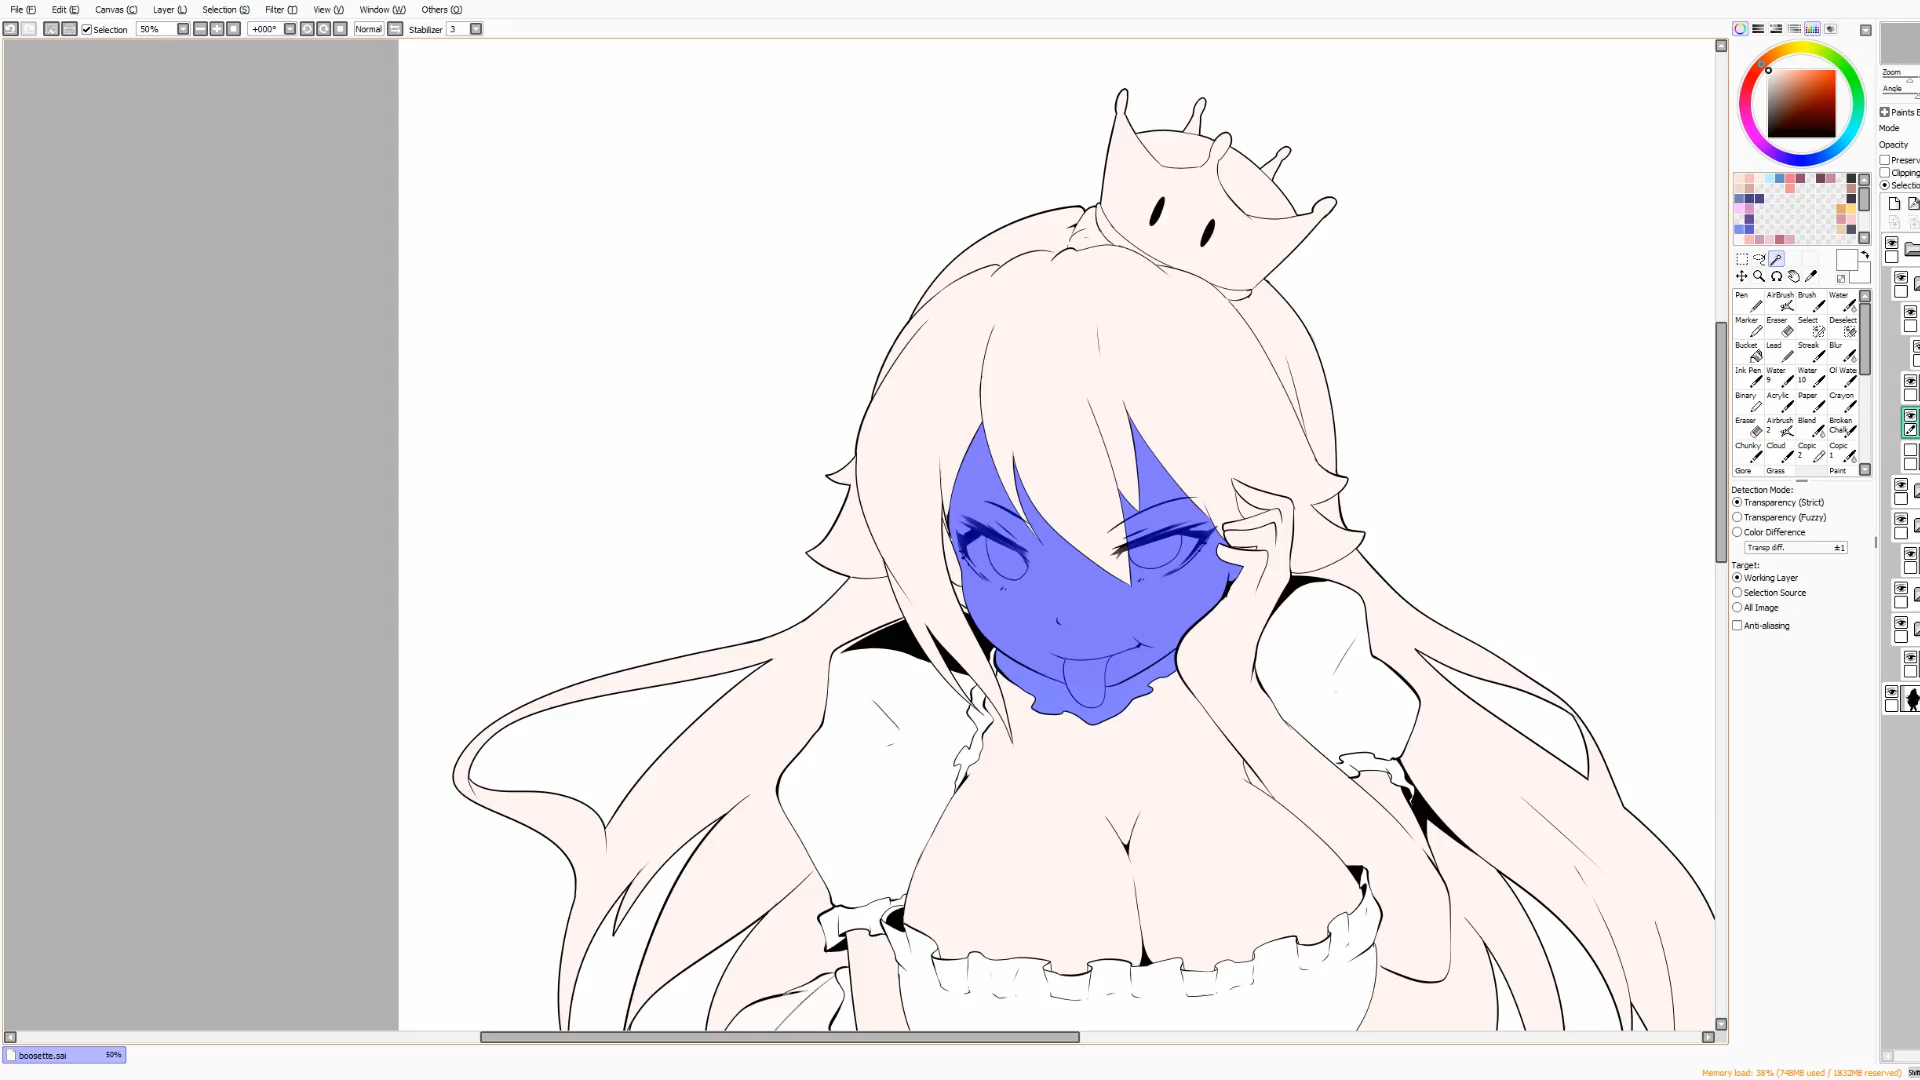 File (F) Edit (E) Canvas (C) Layer (L) Selection (S) Filter (T) View (V) Window (W) Others (O)
Selection 50% +000° Normal Stabilizer 3
Zoom
Angle
Paints E
Mode
Opacity
Preserv
Clipping
Selectio
Pen AirBrush Brush Water
Marker Eraser Select Deselect
Bucket Lead Streak Blur
Ink Pen Water 9 Water 10 Ol Wate
Binary Acrylic Paper Crayon
Eraser Airbrush 2 Blend Broken Chalk
Chunky Cloud Copic 2 Copic 1
Gore Grass Paint
Detection Mode:
Transparency (Strict)
Transparency (Fuzzy)
Color Difference
Transp diff. ±1
Target:
Working Layer
Selection Source
All Image
Anti-aliasing
boosette.sai 50%
Memory load: 38% (748MB used / 1832MB reserved)